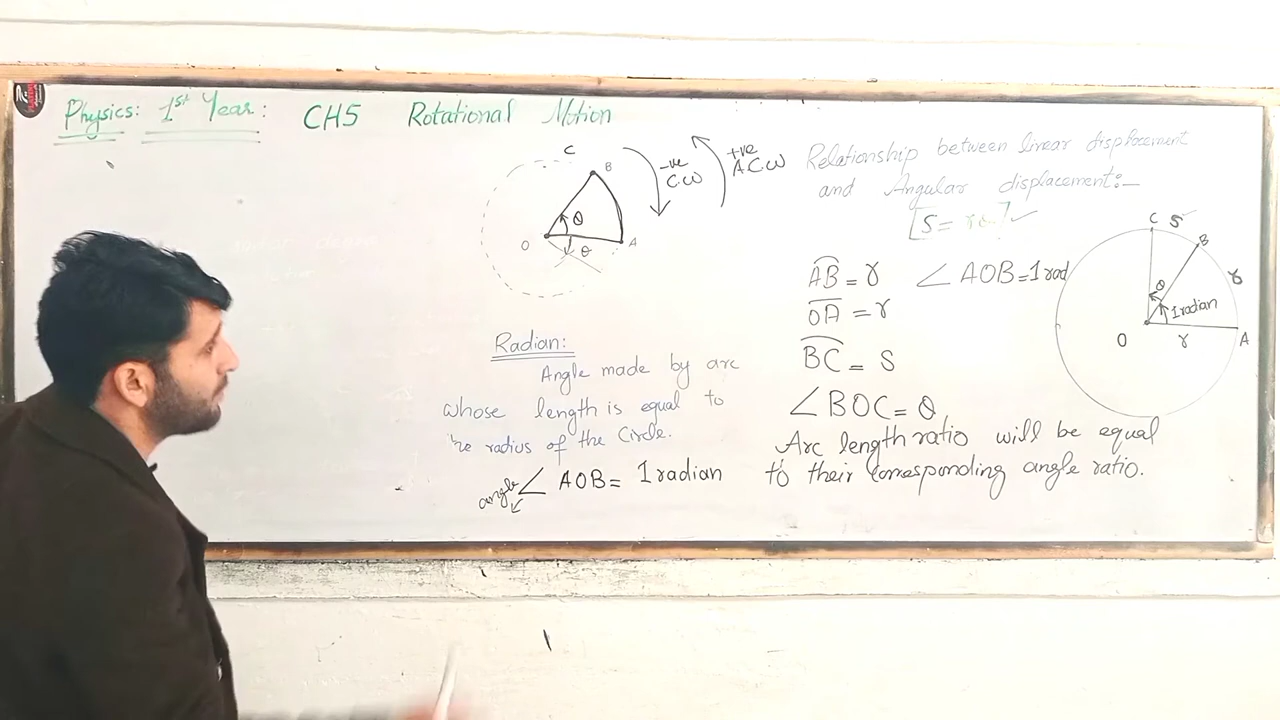 Physics: 1st Year: CH5 Rotational Motion
C
B
θ
O
θ
A
-ve
C.W
+ve
A.C.W
Radian:
Angle made by arc
whose length is equal to
he radius of the Circle.
angle ∠ AOB = 1 radian
Relationship between linear displacement
and Angular displacement:-
[S = rθ] ✓
AB = r ∠ AOB = 1 rad
OA = r
BC = S
∠ BOC = θ
Arc length ratio will be equal
to their corresponding angle ratio.
C S
B
r
θ
1 radian
O
r
A